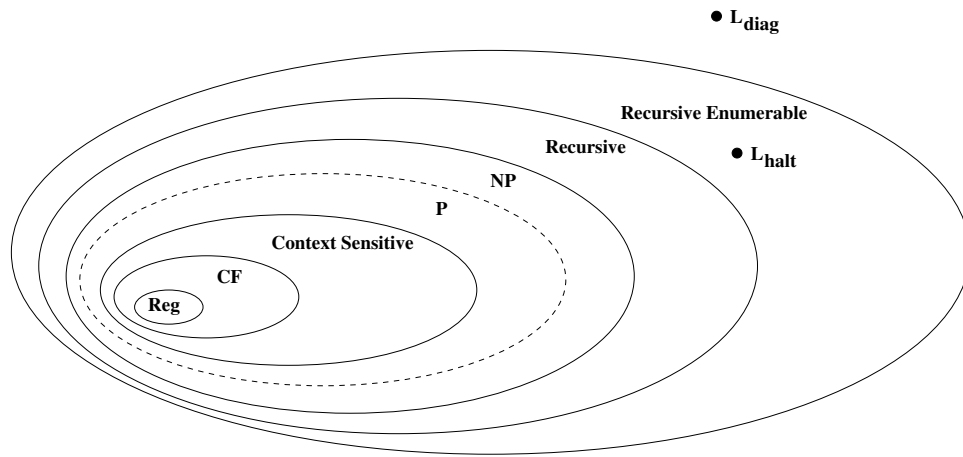 L_diag
Recursive Enumerable
Recursive
L_halt
NP
P
Context Sensitive
CF
Reg